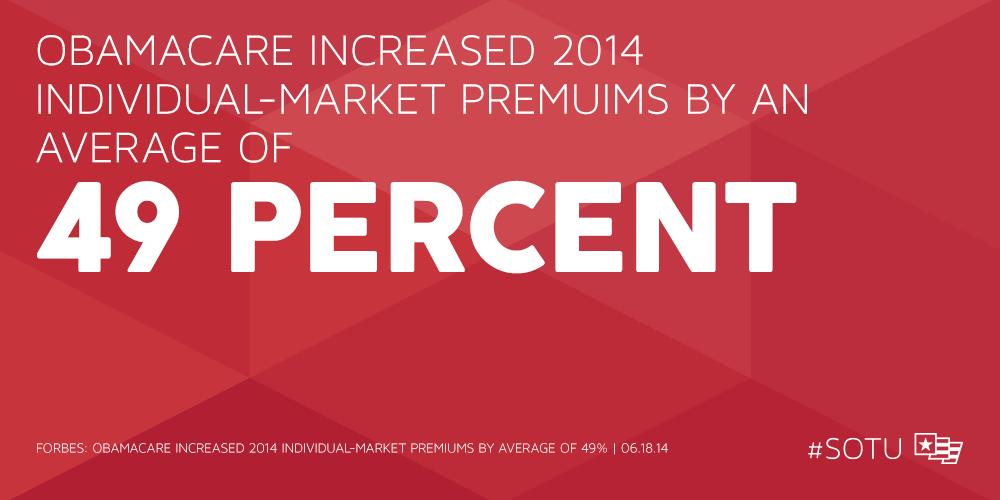 OBAMACARE INCREASED 2014
INDIVIDUAL-MARKET PREMUIMS BY AN
AVERAGE OF
49 PERCENT
FORBES: OBAMACARE INCREASED 2014 INDIVIDUAL-MARKET PREMIUMS BY AVERAGE OF 49% | 06.18.14
#SOTU